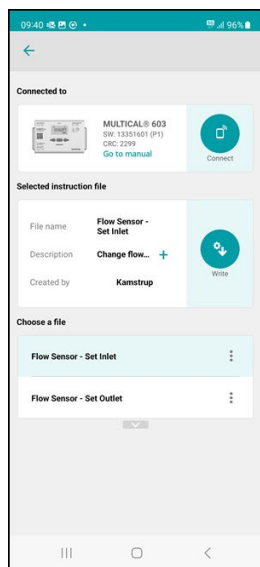 09:40
96%
Connected to
MULTICAL® 603
SW: 13351601 (P1)
CRC: 2299
Go to manual
Connect
Selected instruction file
File name
Flow Sensor -
Set Inlet
Description
Change flow... +
Created by
Kamstrup
Write
Choose a file
Flow Sensor - Set Inlet
Flow Sensor - Set Outlet